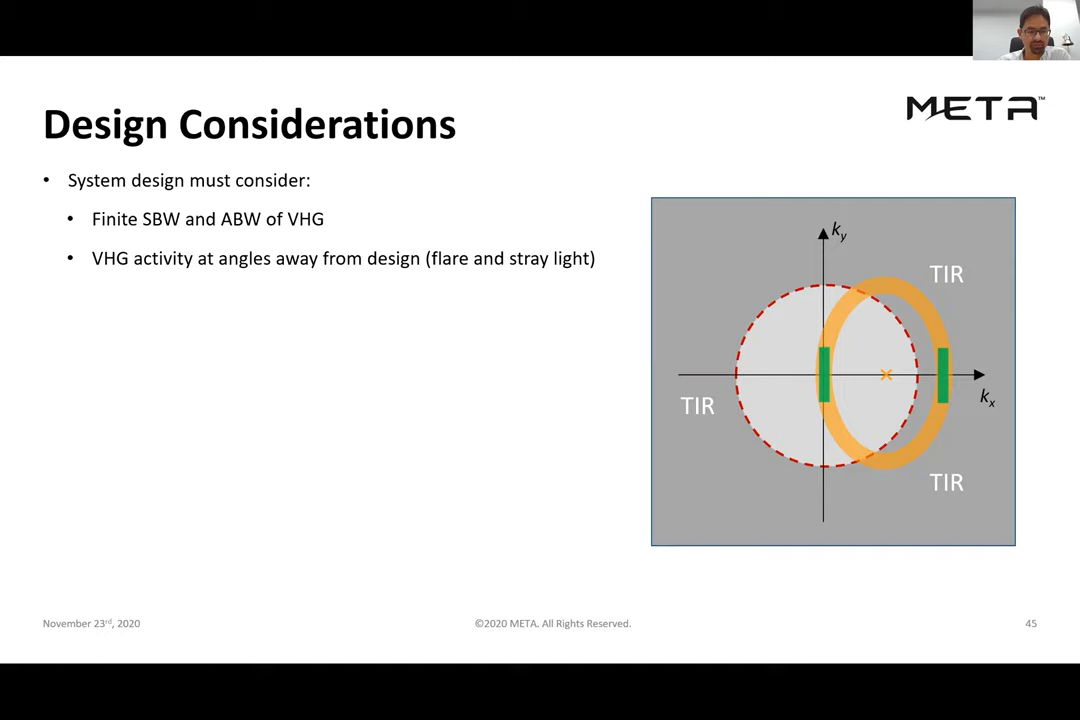 META™
Design Considerations
• System design must consider:
• Finite SBW and ABW of VHG
• VHG activity at angles away from design (flare and stray light)
ky
TIR
TIR
kx
TIR
November 23rd, 2020
©2020 META. All Rights Reserved.
45